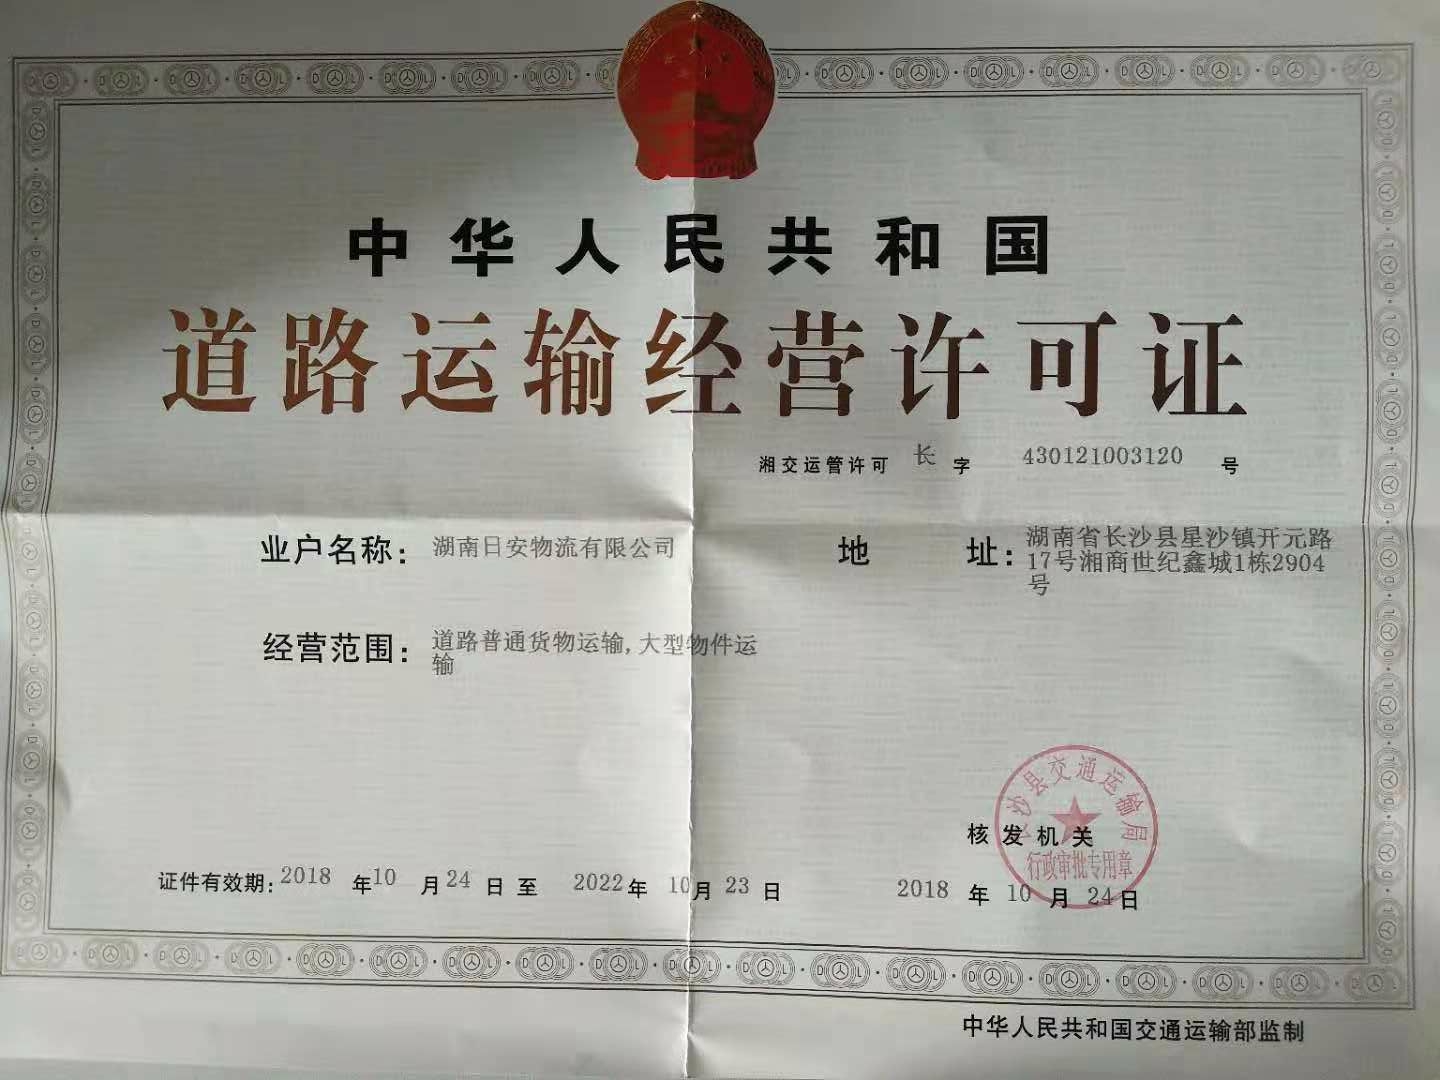 中华人民共和国
道路运输经营许可证
湘交运管许可 长 字 430121003120 号
业户名称: 湖南日安物流有限公司
地 址: 湖南省长沙县星沙镇开元路
17号湘商世纪鑫城1栋2904
号
经营范围: 道路普通货物运输,大型物件运
输
长沙县交通运输局
行政审批专用章
核发机关
证件有效期: 2018 年 10 月 24 日 至 2022 年 10 月 23 日
2018 年 10 月 24 日
中华人民共和国交通运输部监制